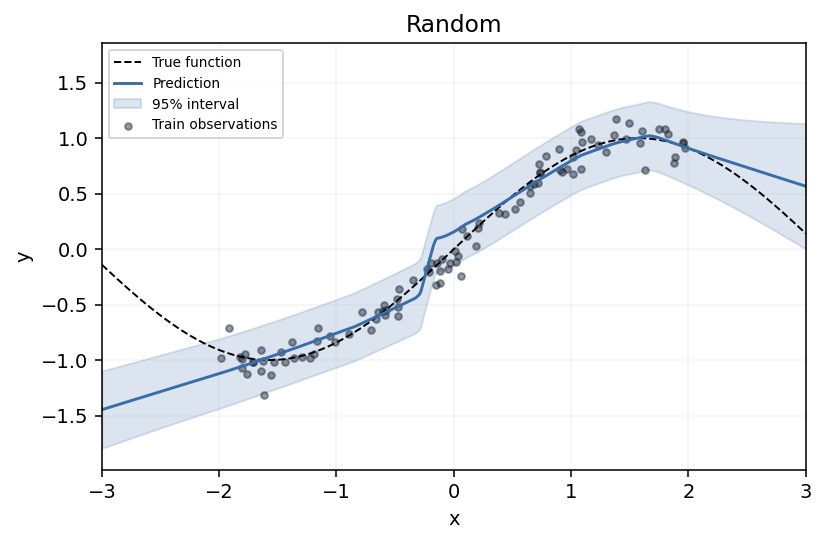 Random
True function
Prediction
95% interval
Train observations
1.5
1.0
0.5
0.0
−0.5
−1.0
−1.5
y
−3 −2 −1 0 1 2 3
x